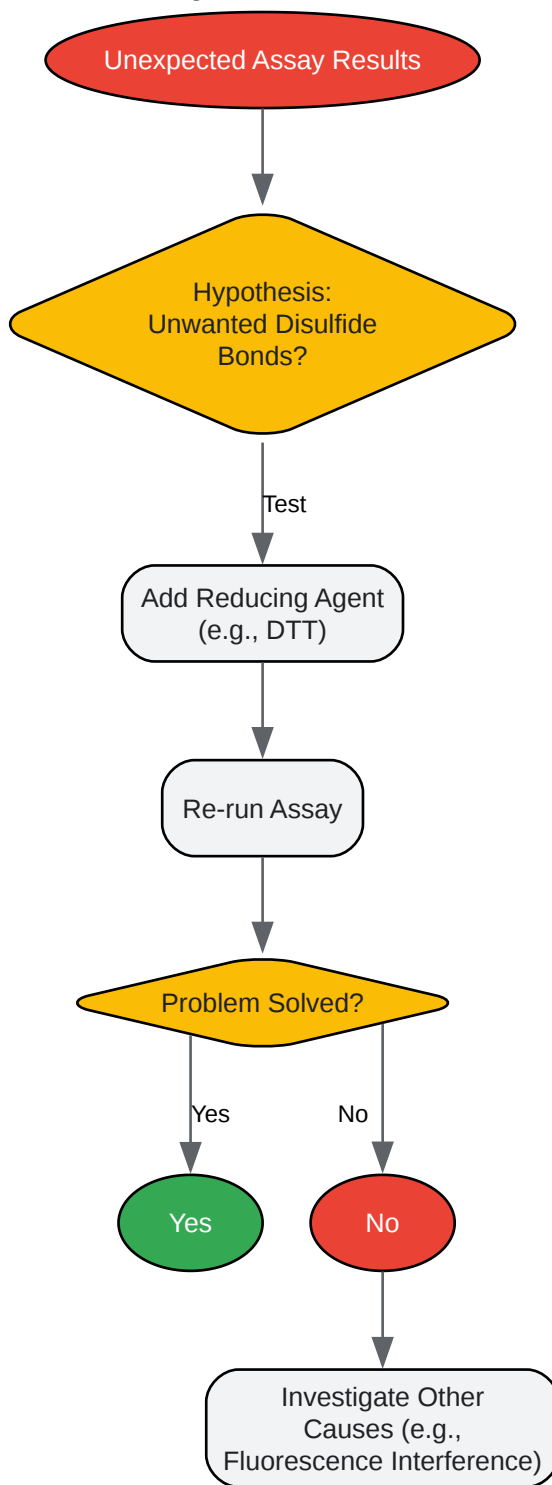 Unexpected Assay Results
Hypothesis:
Unwanted Disulfide
Bonds?
Test
Add Reducing Agent
(e.g., DTT)
Re-run Assay
Problem Solved?
Yes
No
Yes
No
Investigate Other
Causes (e.g.,
Fluorescence Interference)